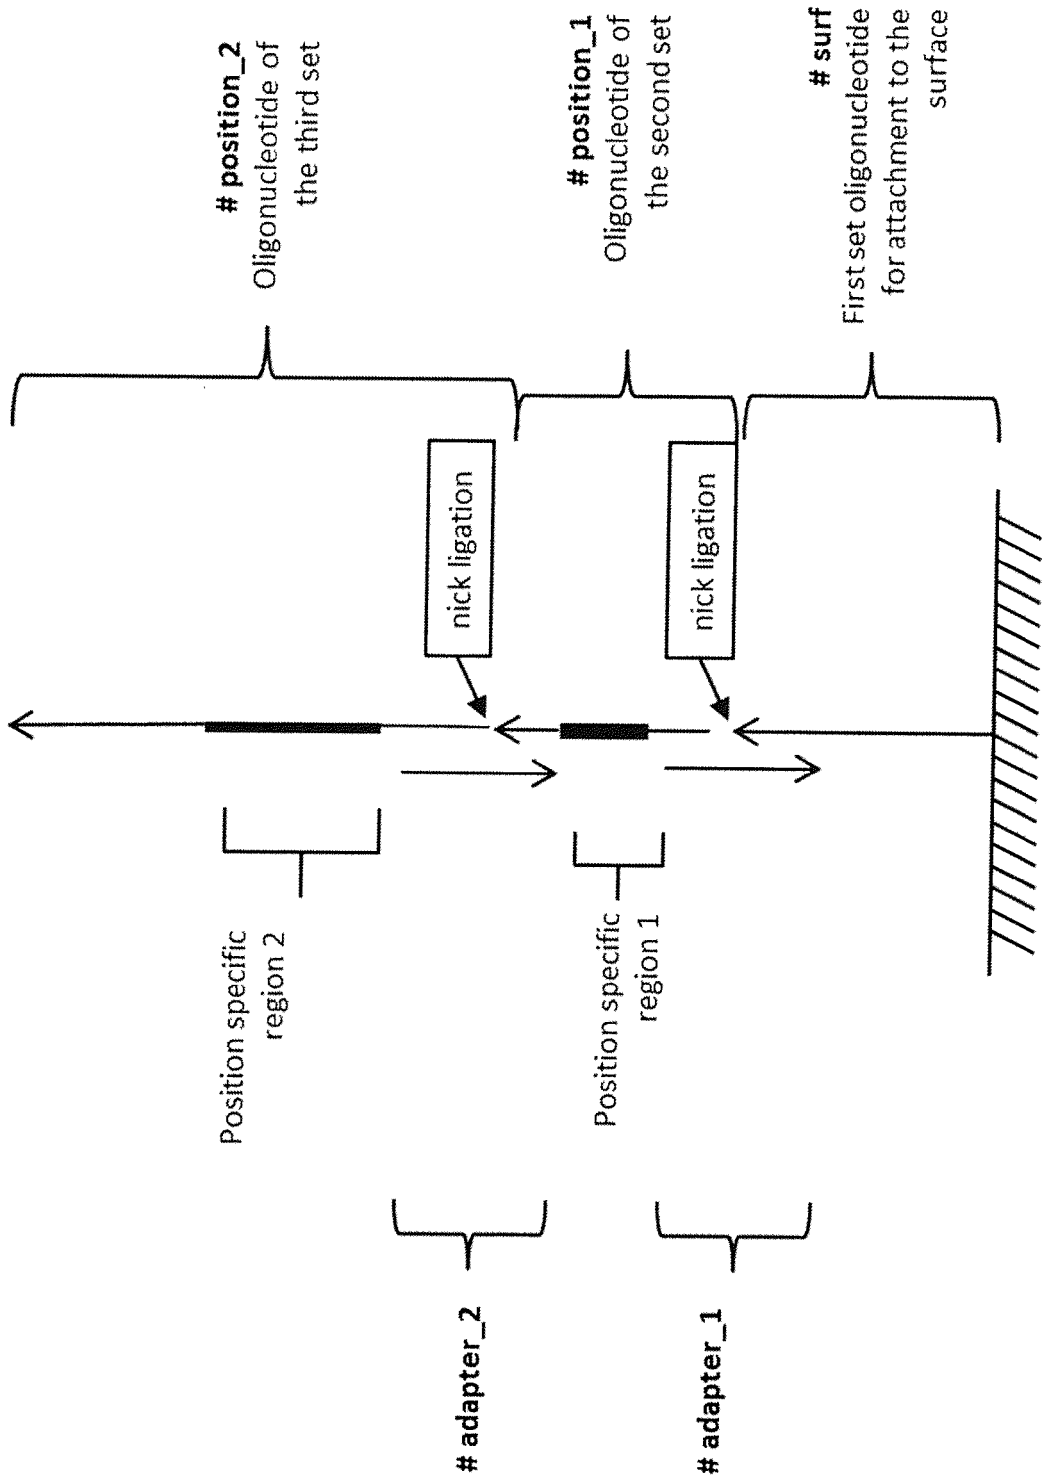 # position_2
Oligonucleotide of
the third set
# position_1
Oligonucleotide of
the second set
# surf
First set oligonucleotide
for attachment to the
surface
nick ligation
nick ligation
Position specific
region 2
Position specific
region 1
# adapter_2
# adapter_1